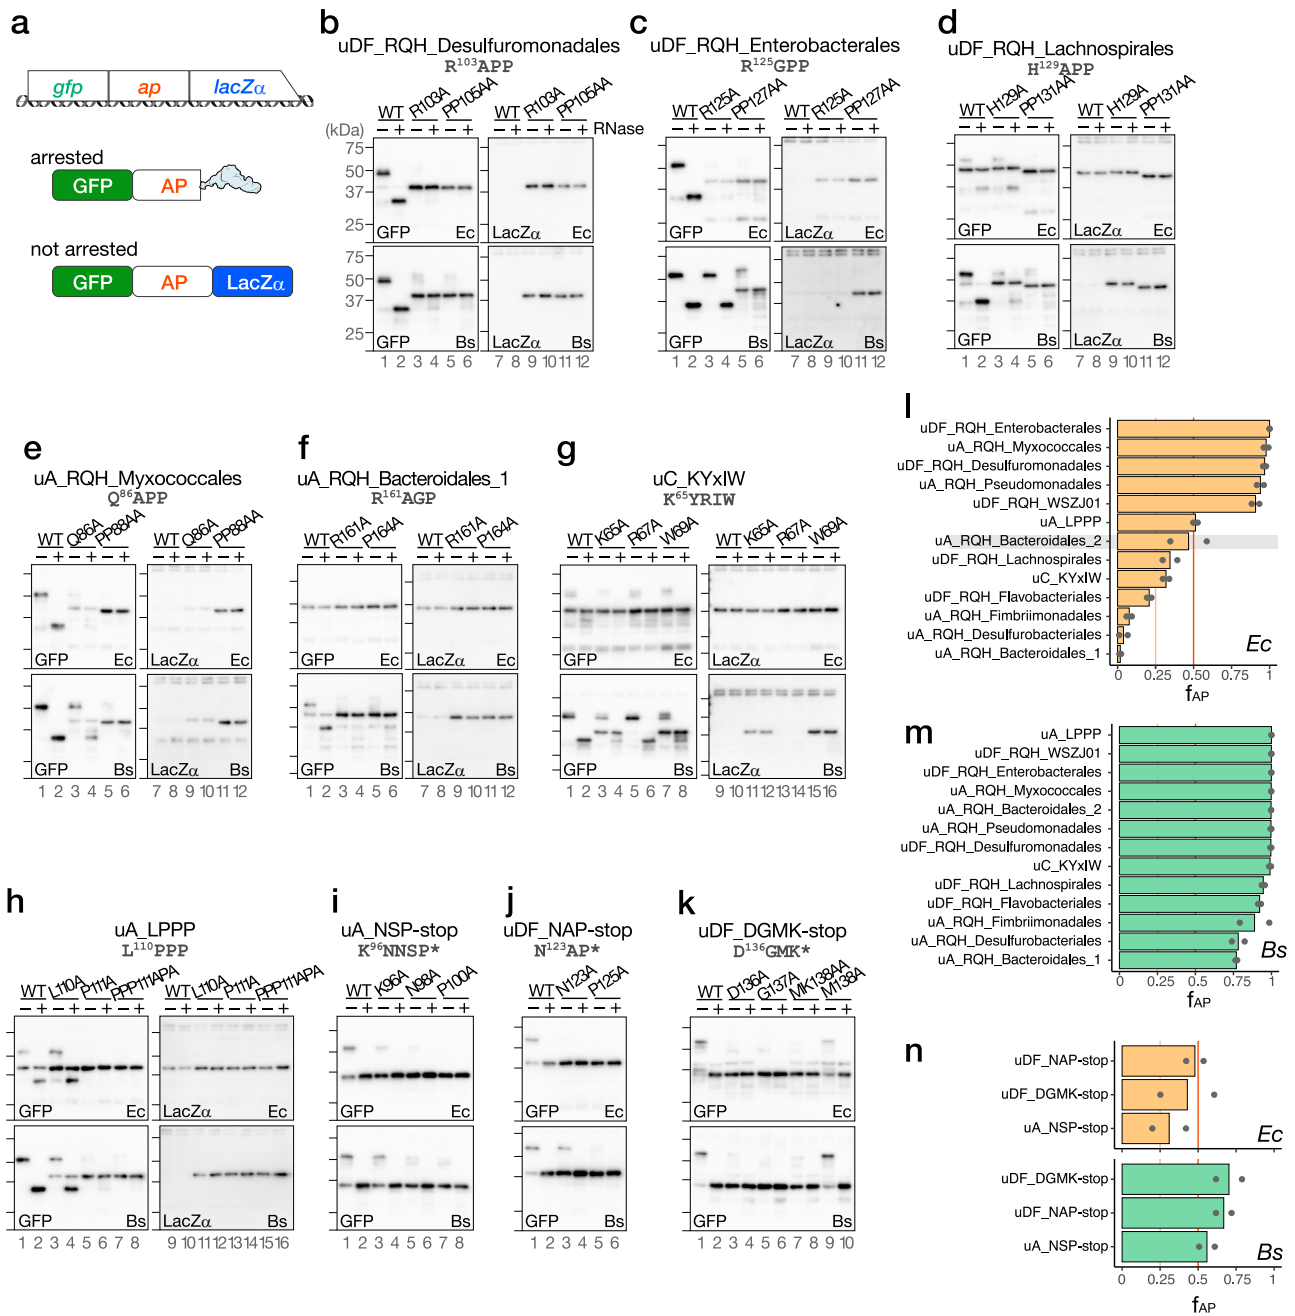 a
gfp ap lacZα
arrested
GFP AP
not arrested
GFP AP LacZα
b
uDF_RQH_Desulfuromonadales
R¹⁰³APP
WT R103A PP105AA WT R103A PP105AA
(kDa) − + − + − + − + − + − + RNase
75
50
37
25
GFP Ec LacZα
75
50
37
25
GFP Bs LacZα
1 2 3 4 5 6 7 8 9 10 11 12
c
uDF_RQH_Enterobacterales
R¹²⁵GPP
WT R125A PP127AA WT R125A PP127AA
− + − + − + − + − + − +
GFP Ec LacZα
GFP Bs LacZα
1 2 3 4 5 6 7 8 9 10 11 12
d
uDF_RQH_Lachnospirales
H¹²⁹APP
WT H129A PP131AA WT H129A PP131AA
− + − + − + − + − + − +
GFP Ec LacZα
GFP Bs LacZα
1 2 3 4 5 6 7 8 9 10 11 12
e
uA_RQH_Myxococcales
Q⁸⁶APP
WT Q86A PP88AA WT Q86A PP88AA
− + − + − + − + − + − +
GFP Ec LacZα Ec
GFP Bs LacZα Bs
1 2 3 4 5 6 7 8 9 10 11 12
f
uA_RQH_Bacteroidales_1
R¹⁶¹AGP
WT R161A P164A WT R161A P164A
− + − + − + − + − + − +
GFP Ec LacZα Ec
GFP Bs LacZα Bs
1 2 3 4 5 6 7 8 9 10 11 12
g
uC_KYxIW
K⁶⁵YRIW
WT K65A R67A W69A WT K65A R67A W69A
− + − + − + − + − + − + − + − +
GFP Ec LacZα
GFP Bs LacZα
1 2 3 4 5 6 7 8 9 10 11 12 13 14 15 16
h
uA_LPPP
L¹¹⁰PPP
WT L110A P111A PPP111APA WT L110A P111A PPP111APA
− + − + − + − + − + − + − + − +
GFP Ec LacZα Ec
GFP Bs LacZα Bs
1 2 3 4 5 6 7 8 9 10 11 12 13 14 15 16
i
uA_NSP-stop
K⁹⁶NNSP*
WT K96A N98A P100A
− + − + − + − +
GFP Ec
GFP Bs
1 2 3 4 5 6 7 8
j
uDF_NAP-stop
N¹²³AP*
WT N123A P125A
− + − + − +
GFP Ec
GFP Bs
1 2 3 4 5 6
k
uDF_DGMK-stop
D¹³⁶GMK*
WT D136A G137A MK138AA M138A
− + − + − + − + − +
GFP Ec
GFP Bs
1 2 3 4 5 6 7 8 9 10
l
uDF_RQH_Enterobacterales
uA_RQH_Myxococcales
uDF_RQH_Desulfuromonadales
uA_RQH_Pseudomonadales
uDF_RQH_WSZJ01
uA_LPPP
uA_RQH_Bacteroidales_2
uDF_RQH_Lachnospirales
uC_KYxIW
uDF_RQH_Flavobacteriales
uA_RQH_Fimbriimonadales
uA_RQH_Desulfurobacteriales
uA_RQH_Bacteroidales_1
Ec
0 0.25 0.5 0.75 1
fAP
m
uA_LPPP
uDF_RQH_WSZJ01
uDF_RQH_Enterobacterales
uA_RQH_Myxococcales
uA_RQH_Bacteroidales_2
uA_RQH_Pseudomonadales
uDF_RQH_Desulfuromonadales
uC_KYxIW
uDF_RQH_Lachnospirales
uDF_RQH_Flavobacteriales
uA_RQH_Fimbriimonadales
uA_RQH_Desulfurobacteriales
uA_RQH_Bacteroidales_1
Bs
0 0.25 0.5 0.75 1
fAP
n
uDF_NAP-stop
uDF_DGMK-stop
uA_NSP-stop
Ec
uDF_DGMK-stop
uDF_NAP-stop
uA_NSP-stop
Bs
0 0.25 0.5 0.75 1
fAP